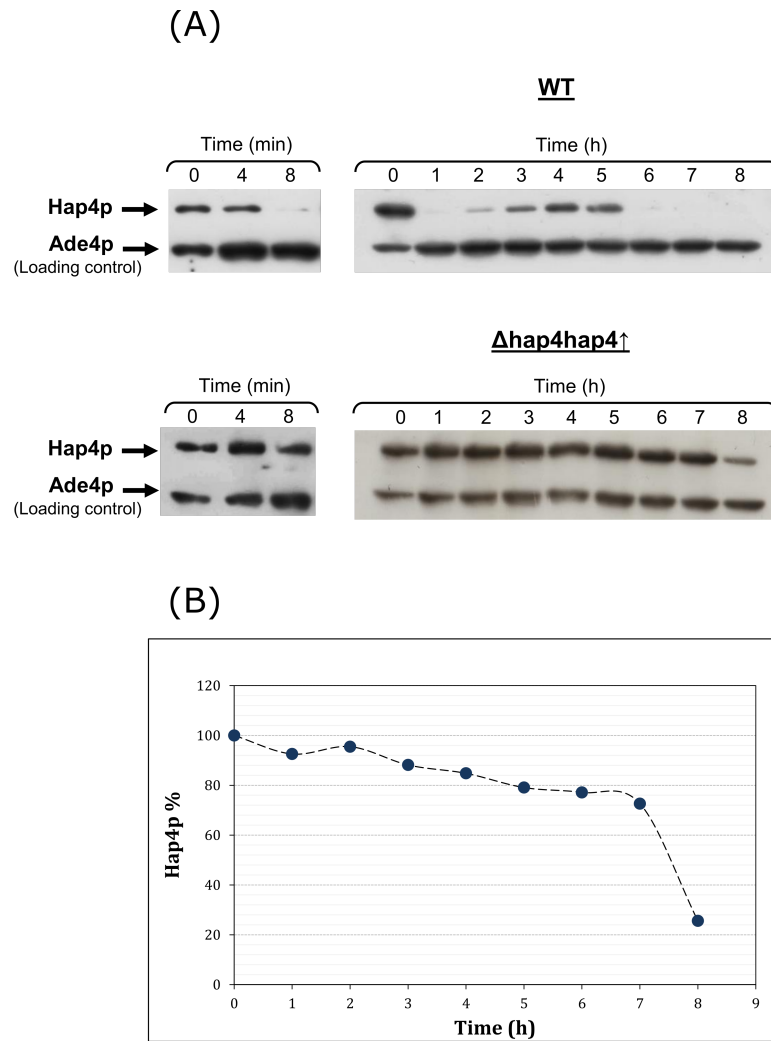 (A)
WT
Time (min)
Time (h)
0 4 8
0 1 2 3 4 5 6 7 8
Hap4p
Ade4p
(Loading control)
Δhap4hap4↑
Time (min)
Time (h)
0 4 8
0 1 2 3 4 5 6 7 8
Hap4p
Ade4p
(Loading control)
(B)
120
100
80
60
40
20
0
Hap4p %
0 1 2 3 4 5 6 7 8 9
Time (h)